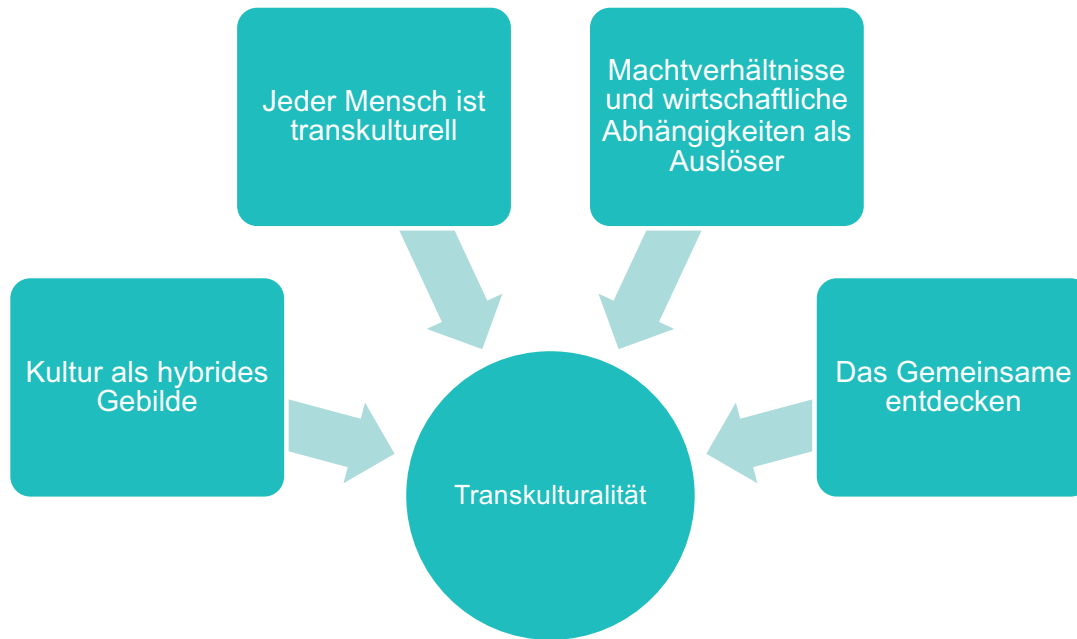 Jeder Mensch ist
transkulturell
Machtverhältnisse
und wirtschaftliche
Abhängigkeiten als
Auslöser
Kultur als hybrides
Gebilde
Das Gemeinsame
entdecken
Transkulturalität